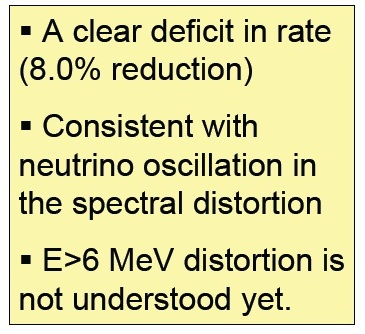 ▪ A clear deficit in rate
(8.0% reduction)
▪ Consistent with
neutrino oscillation in
the spectral distortion
▪ E>6 MeV distortion is
not understood yet.